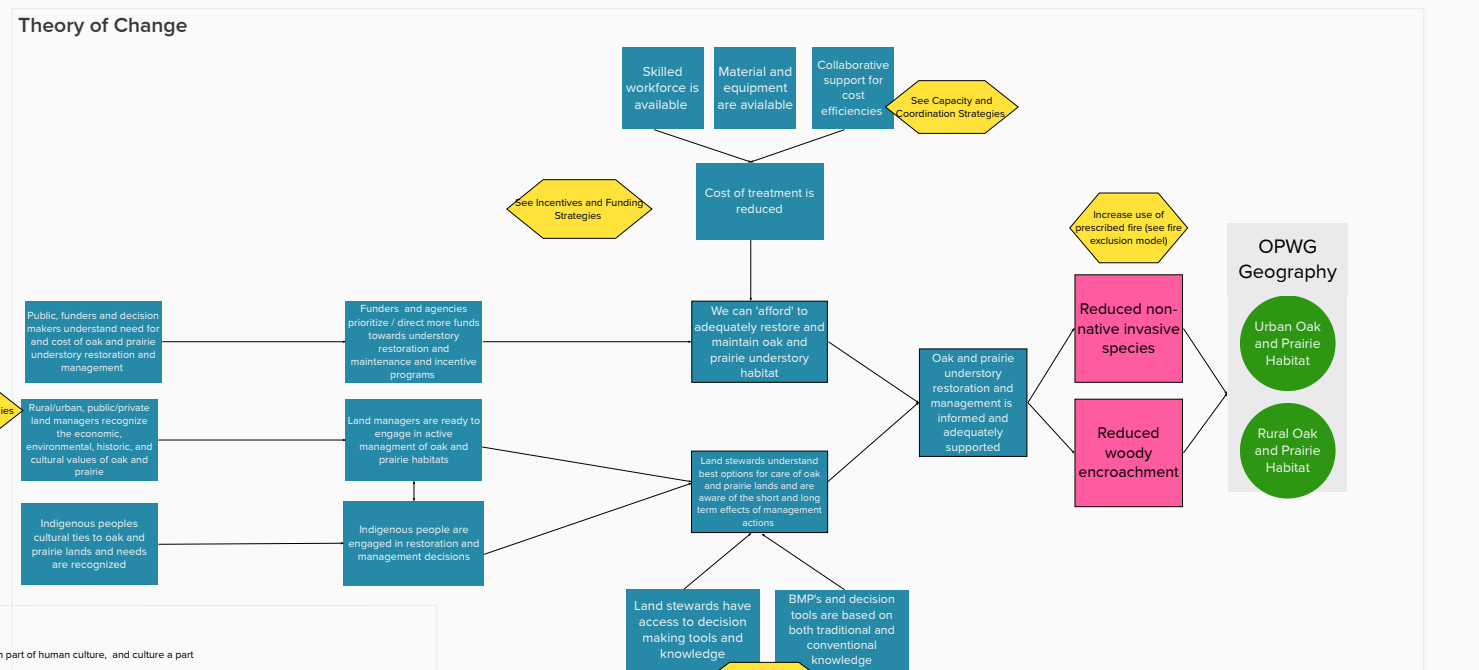 Theory of Change
Skilled
workforce is
available
Material and
equipment
are avialable
Collaborative
support for
cost
efficiencies
See Capacity and
Coordination Strategies
Cost of treatment is
reduced
See Incentives and Funding
Strategies
Increase use of
prescribed fire (see fire
exclusion model)
OPWG
Geography
Public, funders and decision
makers understand need for
and cost of oak and prairie
understory restoration and
management
Funders and agencies
prioritize / direct more funds
towards understory
restoration and
maintenance and incentive
programs
We can 'afford' to
adequately restore and
maintain oak and
prairie understory
habitat
Reduced non-
native invasive
species
Urban Oak
and Prairie
Habitat
Oak and prairie
understory
restoration and
management is
informed and
adequately
supported
ies
Rural/urban, public/private
land managers recognize
the economic,
environmental, historic, and
cultural values of oak and
prairie
Land managers are ready to
engage in active
managment of oak and
prairie habitats
Reduced
woody
encroachment
Rural Oak
and Prairie
Habitat
Land stewards understand
best options for care of oak
and prairie lands and are
aware of the short and long
term effects of management
actions
Indigenous peoples
cultural ties to oak and
prairie lands and needs
are recognized
Indigenous people are
engaged in restoration and
management decisions
Land stewards have
access to decision
making tools and
knowledge
BMP's and decision
tools are based on
both traditional and
conventional
knowledge
n part of human culture, and culture a part